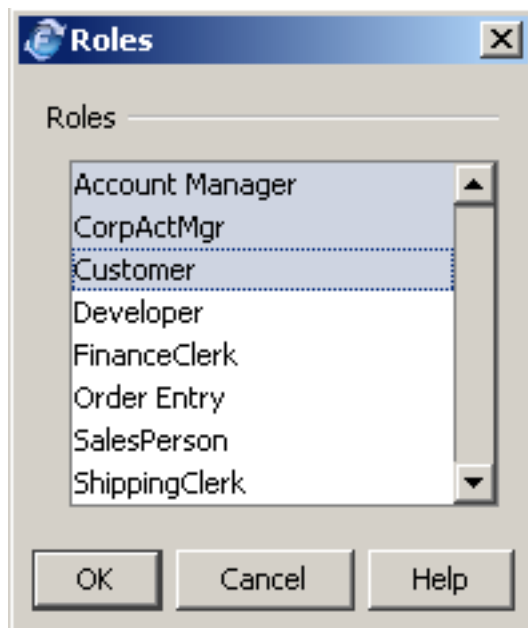 Roles
Roles
Account Manager
CorpActMgr
Customer
Developer
FinanceClerk
Order Entry
SalesPerson
ShippingClerk
OK
Cancel
Help